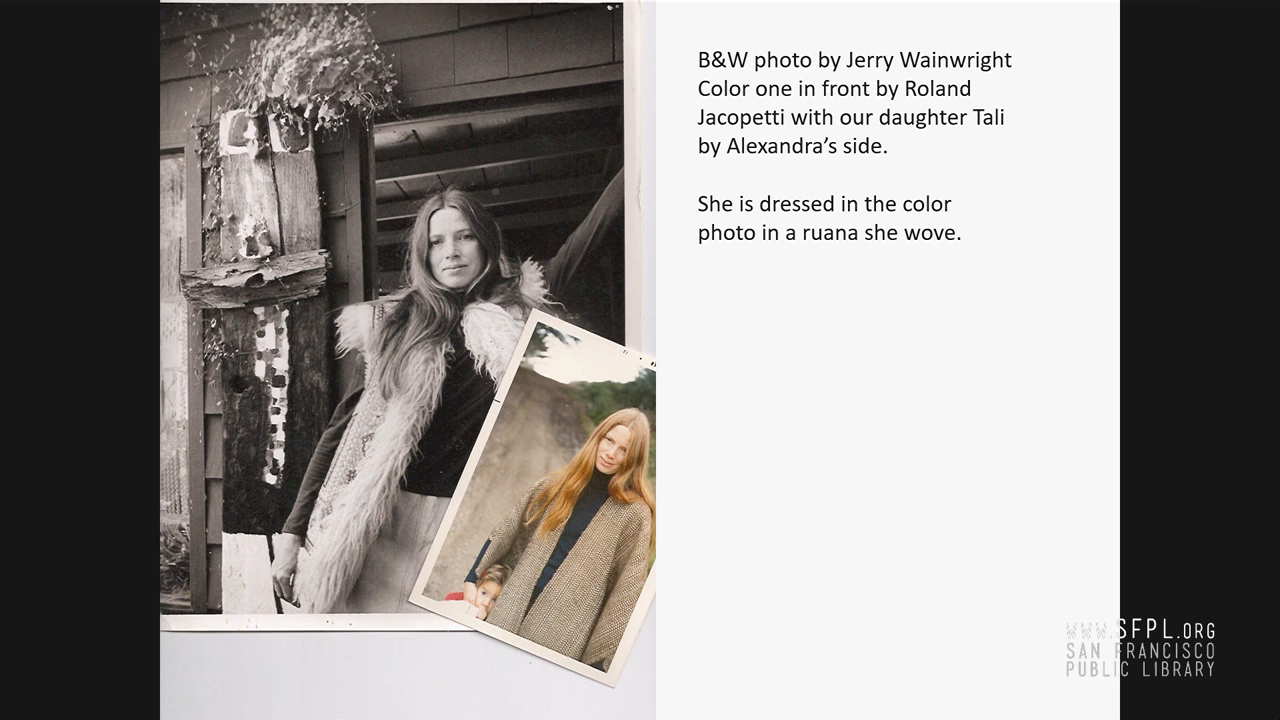 B&W photo by Jerry Wainwright
Color one in front by Roland
Jacopetti with our daughter Tali
by Alexandra’s side.
She is dressed in the color
photo in a ruana she wove.
WWW.SFPL.ORG
SAN FRANCISCO
PUBLIC LIBRARY